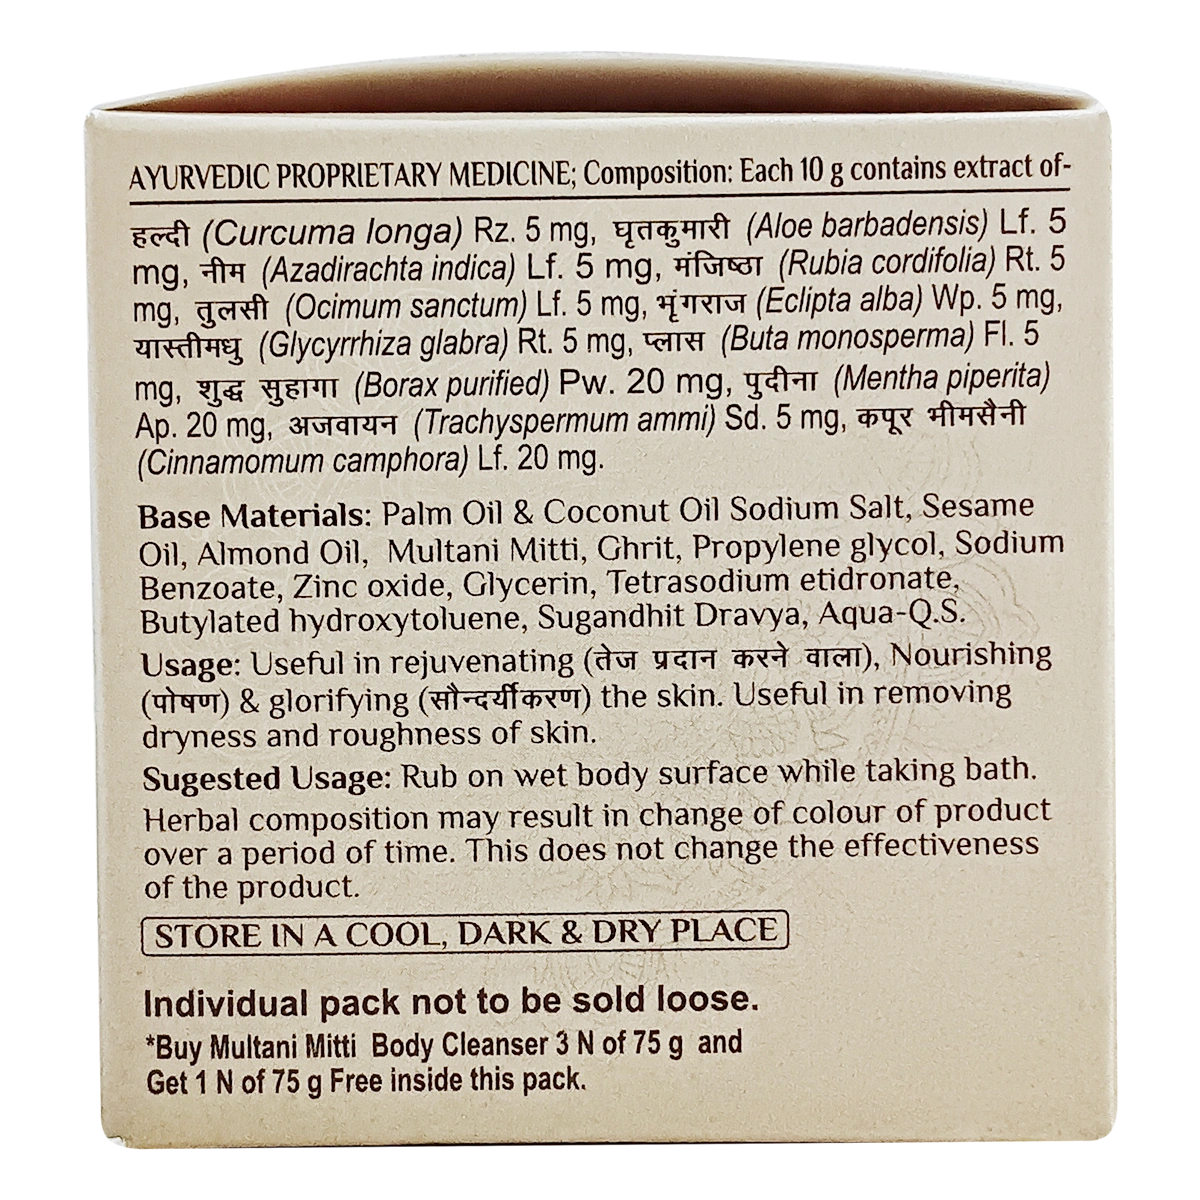 AYURVEDIC PROPRIETARY MEDICINE; Composition: Each 10 g contains extract of-
हल्दी (Curcuma longa) Rz. 5 mg, घृतकुमारी (Aloe barbadensis) Lf. 5
mg, नीम (Azadirachta indica) Lf. 5 mg, मंजिष्ठा (Rubia cordifolia) Rt. 5
mg, तुलसी (Ocimum sanctum) Lf. 5 mg, भृंगराज (Eclipta alba) Wp. 5 mg,
यास्तीमधु (Glycyrrhiza glabra) Rt. 5 mg, प्लास (Buta monosperma) Fl. 5
mg, शुद्ध सुहागा (Borax purified) Pw. 20 mg, पुदीना (Mentha piperita)
Ap. 20 mg, अजवायन (Trachyspermum ammi) Sd. 5 mg, कपूर भीमसैनी
(Cinnamomum camphora) Lf. 20 mg.
Base Materials: Palm Oil & Coconut Oil Sodium Salt, Sesame
Oil, Almond Oil, Multani Mitti, Ghrit, Propylene glycol, Sodium
Benzoate, Zinc oxide, Glycerin, Tetrasodium etidronate,
Butylated hydroxytoluene, Sugandhit Dravya, Aqua-Q.S.
Usage: Useful in rejuvenating (तेज प्रदान करने वाला), Nourishing
(पोषण) & glorifying (सौन्दर्यीकरण) the skin. Useful in removing
dryness and roughness of skin.
Sugested Usage: Rub on wet body surface while taking bath.
Herbal composition may result in change of colour of product
over a period of time. This does not change the effectiveness
of the product.
STORE IN A COOL, DARK & DRY PLACE
Individual pack not to be sold loose.
*Buy Multani Mitti Body Cleanser 3 N of 75 g and
Get 1 N of 75 g Free inside this pack.